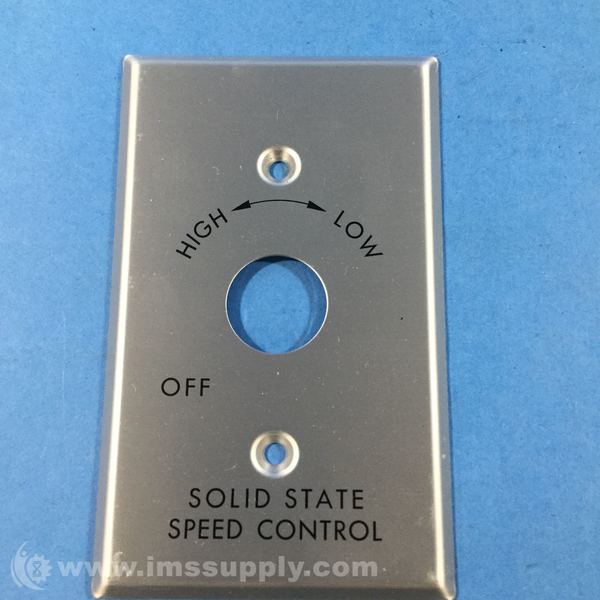 HIGH LOW
OFF
SOLID STATE
SPEED CONTROL
www.imssupply.com